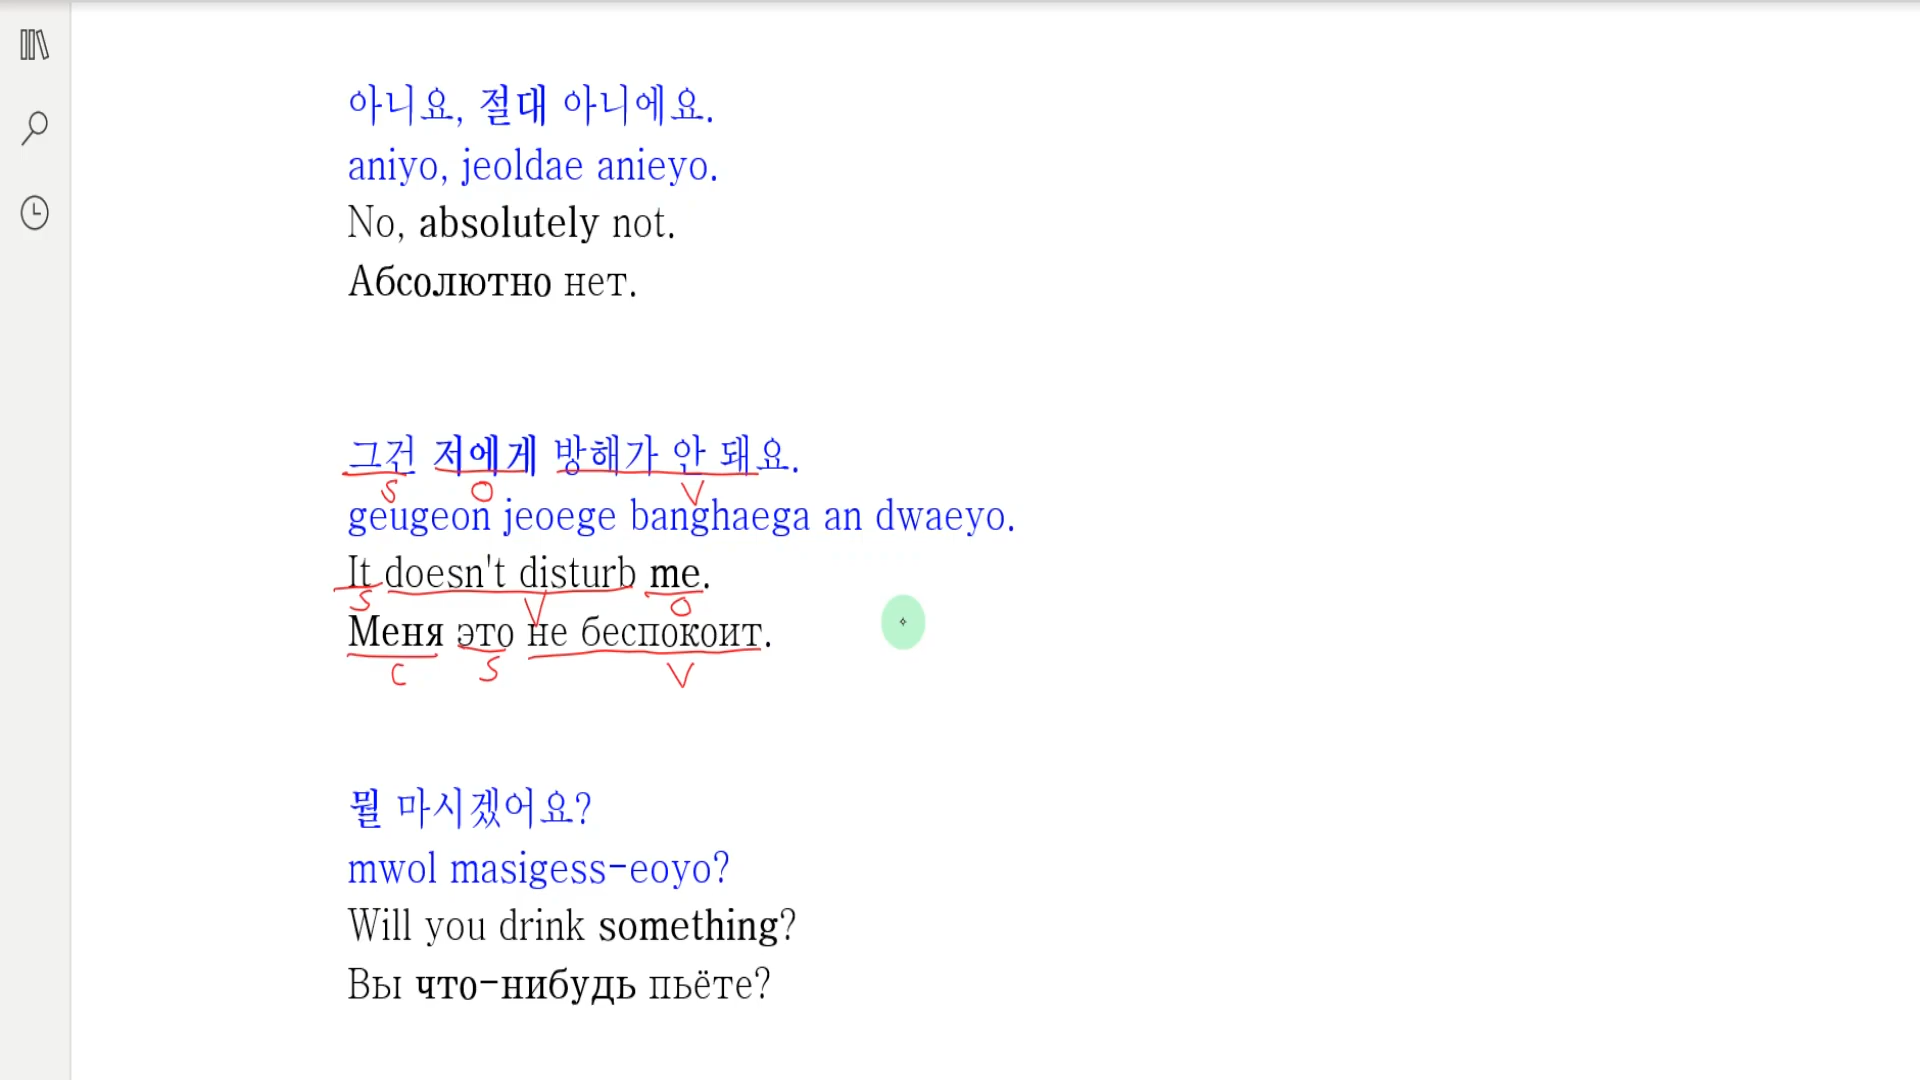 아니요, 절대 아니에요.
aniyo, jeoldae anieyo.
No, absolutely not.
Абсолютно нет.
그건 저에게 방해가 안 돼요.
S O V
geugeon jeoege banghaega an dwaeyo.
It doesn't disturb me.
S V O
Меня это не беспокоит.
C S V
뭘 마시겠어요?
mwol masigess-eoyo?
Will you drink something?
Вы что-нибудь пьёте?